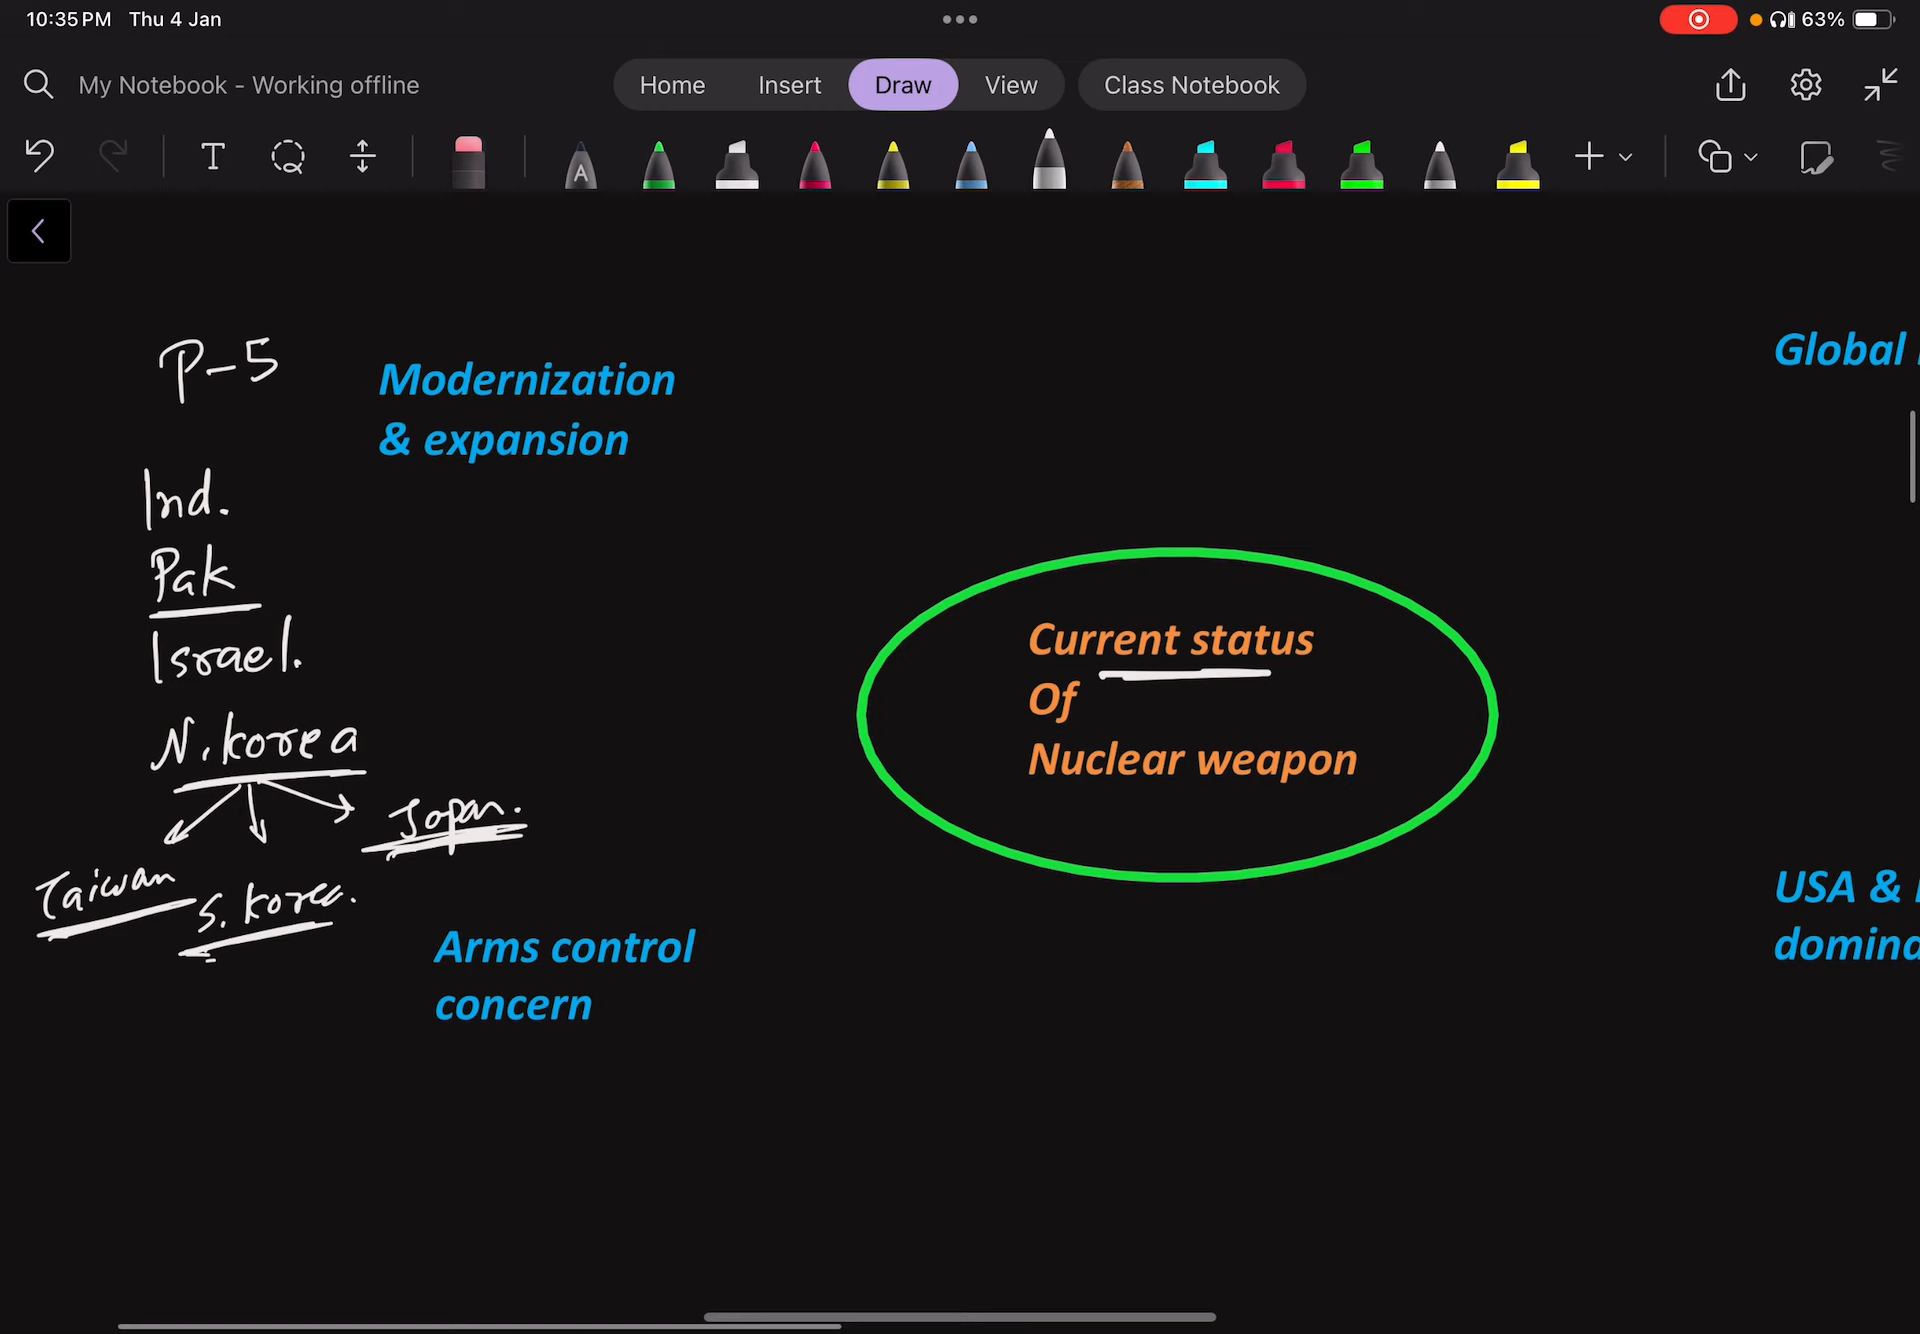 10:35 PM Thu 4 Jan
63%
My Notebook - Working offline
Home Insert Draw View Class Notebook
T
A
P-5
Modernization
& expansion
Global
Ind.
Pak
Israel.
N. Korea
Japan.
Taiwan
S. Korea.
Current status
Of
Nuclear weapon
USA &
domina
Arms control
concern